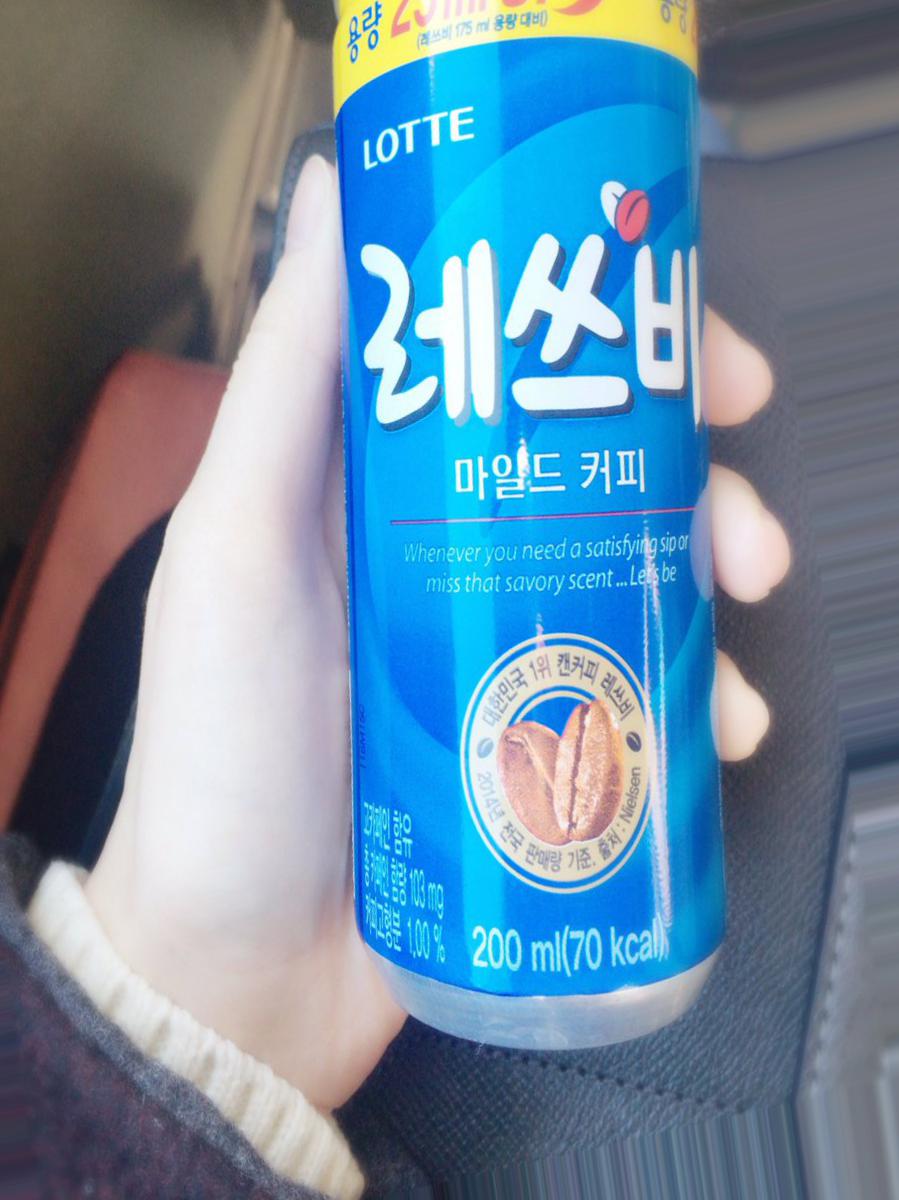 용량
(레쓰비 175 ml 용량 대비)
LOTTE
레쓰비
마일드 커피
Whenever you need a satisfying sip or
miss that savory scent ... Let's be
대한민국 1위 캔커피 레쓰비
2014년 전국 판매량 기준, 출처 : Nielsen
고카페인 함유
카페인 함량 103 mg
커피고형분 1.00 %
200 ml(70 kcal)